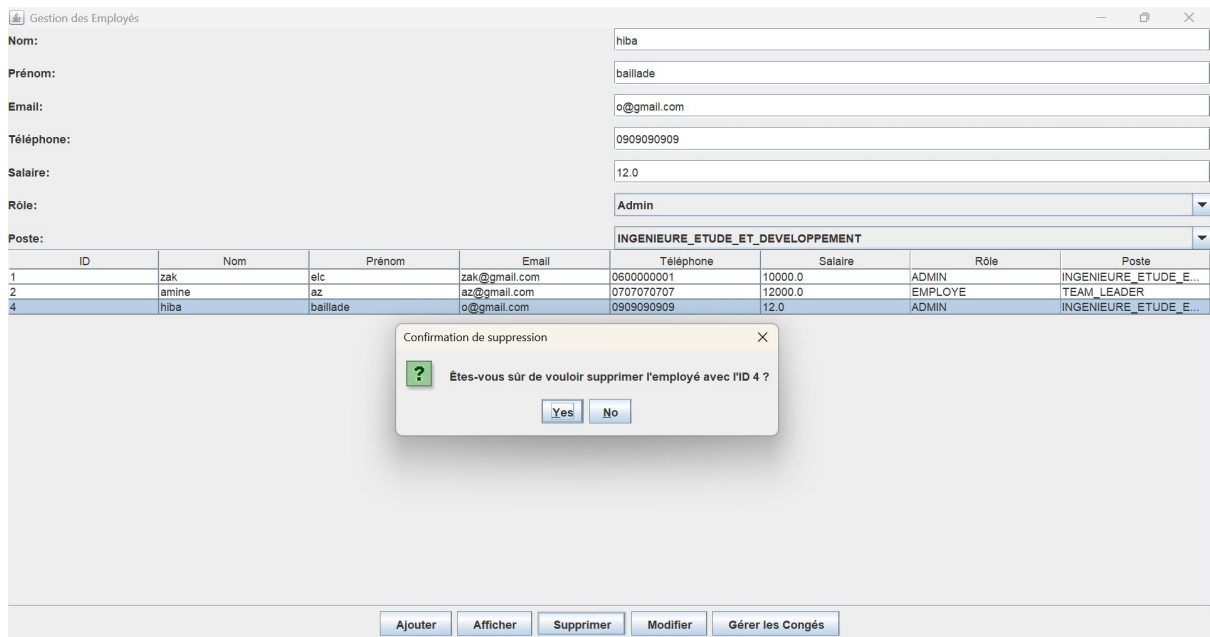 Gestion des Employés
Nom: hiba
Prénom: baillade
Email: o@gmail.com
Téléphone: 0909090909
Salaire: 12.0
Rôle: Admin
Poste: INGENIEURE_ETUDE_ET_DEVELOPPEMENT
ID Nom Prénom Email Téléphone Salaire Rôle Poste
1 zak elc zak@gmail.com 0600000001 10000.0 ADMIN INGENIEURE_ETUDE_E...
2 amine az az@gmail.com 0707070707 12000.0 EMPLOYE TEAM_LEADER
4 hiba baillade o@gmail.com 0909090909 12.0 ADMIN INGENIEURE_ETUDE_E...
Confirmation de suppression
? Êtes-vous sûr de vouloir supprimer l'employé avec l'ID 4 ?
Yes No
Ajouter Afficher Supprimer Modifier Gérer les Congés